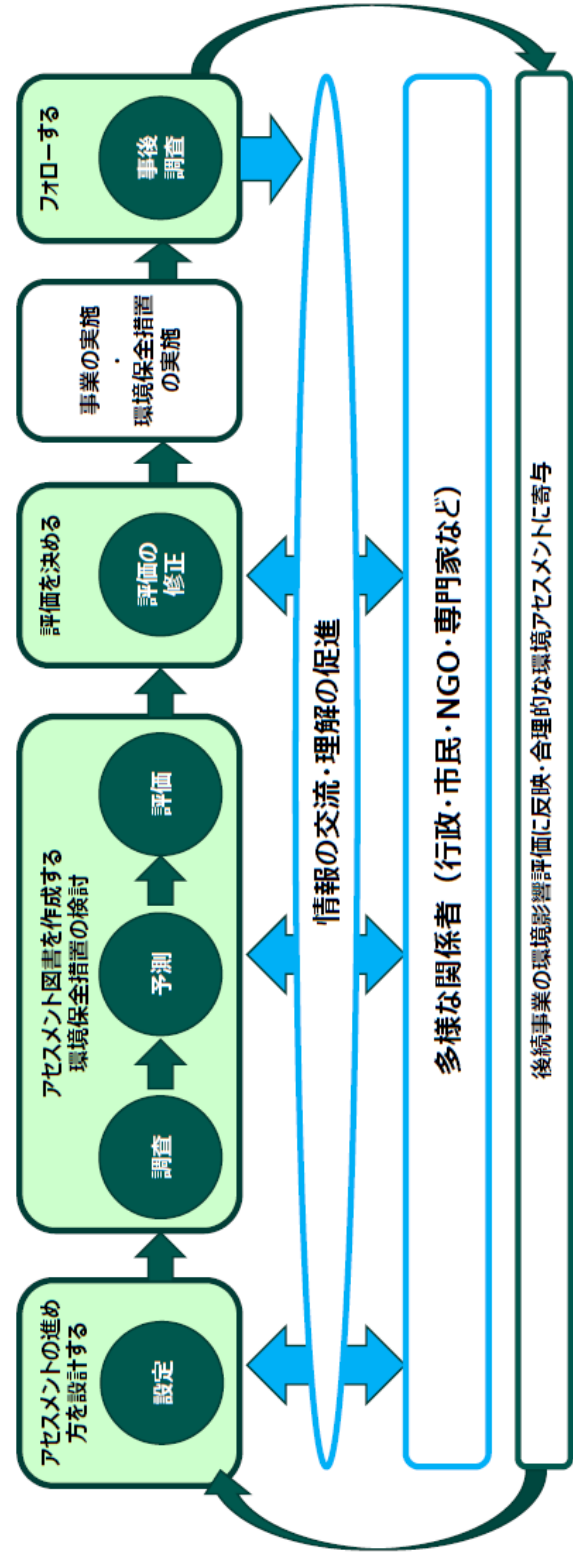 アセスメントの進め
方を設計する
設定
アセスメント図書を作成する
環境保全措置の検討
調査
予測
評価
評価を決める
評価の
修正
事業の実施
・
環境保全措置
の実施
フォローする
事後
調査
情報の交流・理解の促進
多様な関係者（行政・市民・NGO・専門家など）
後続事業の環境影響評価に反映・合理的な環境アセスメントに寄与